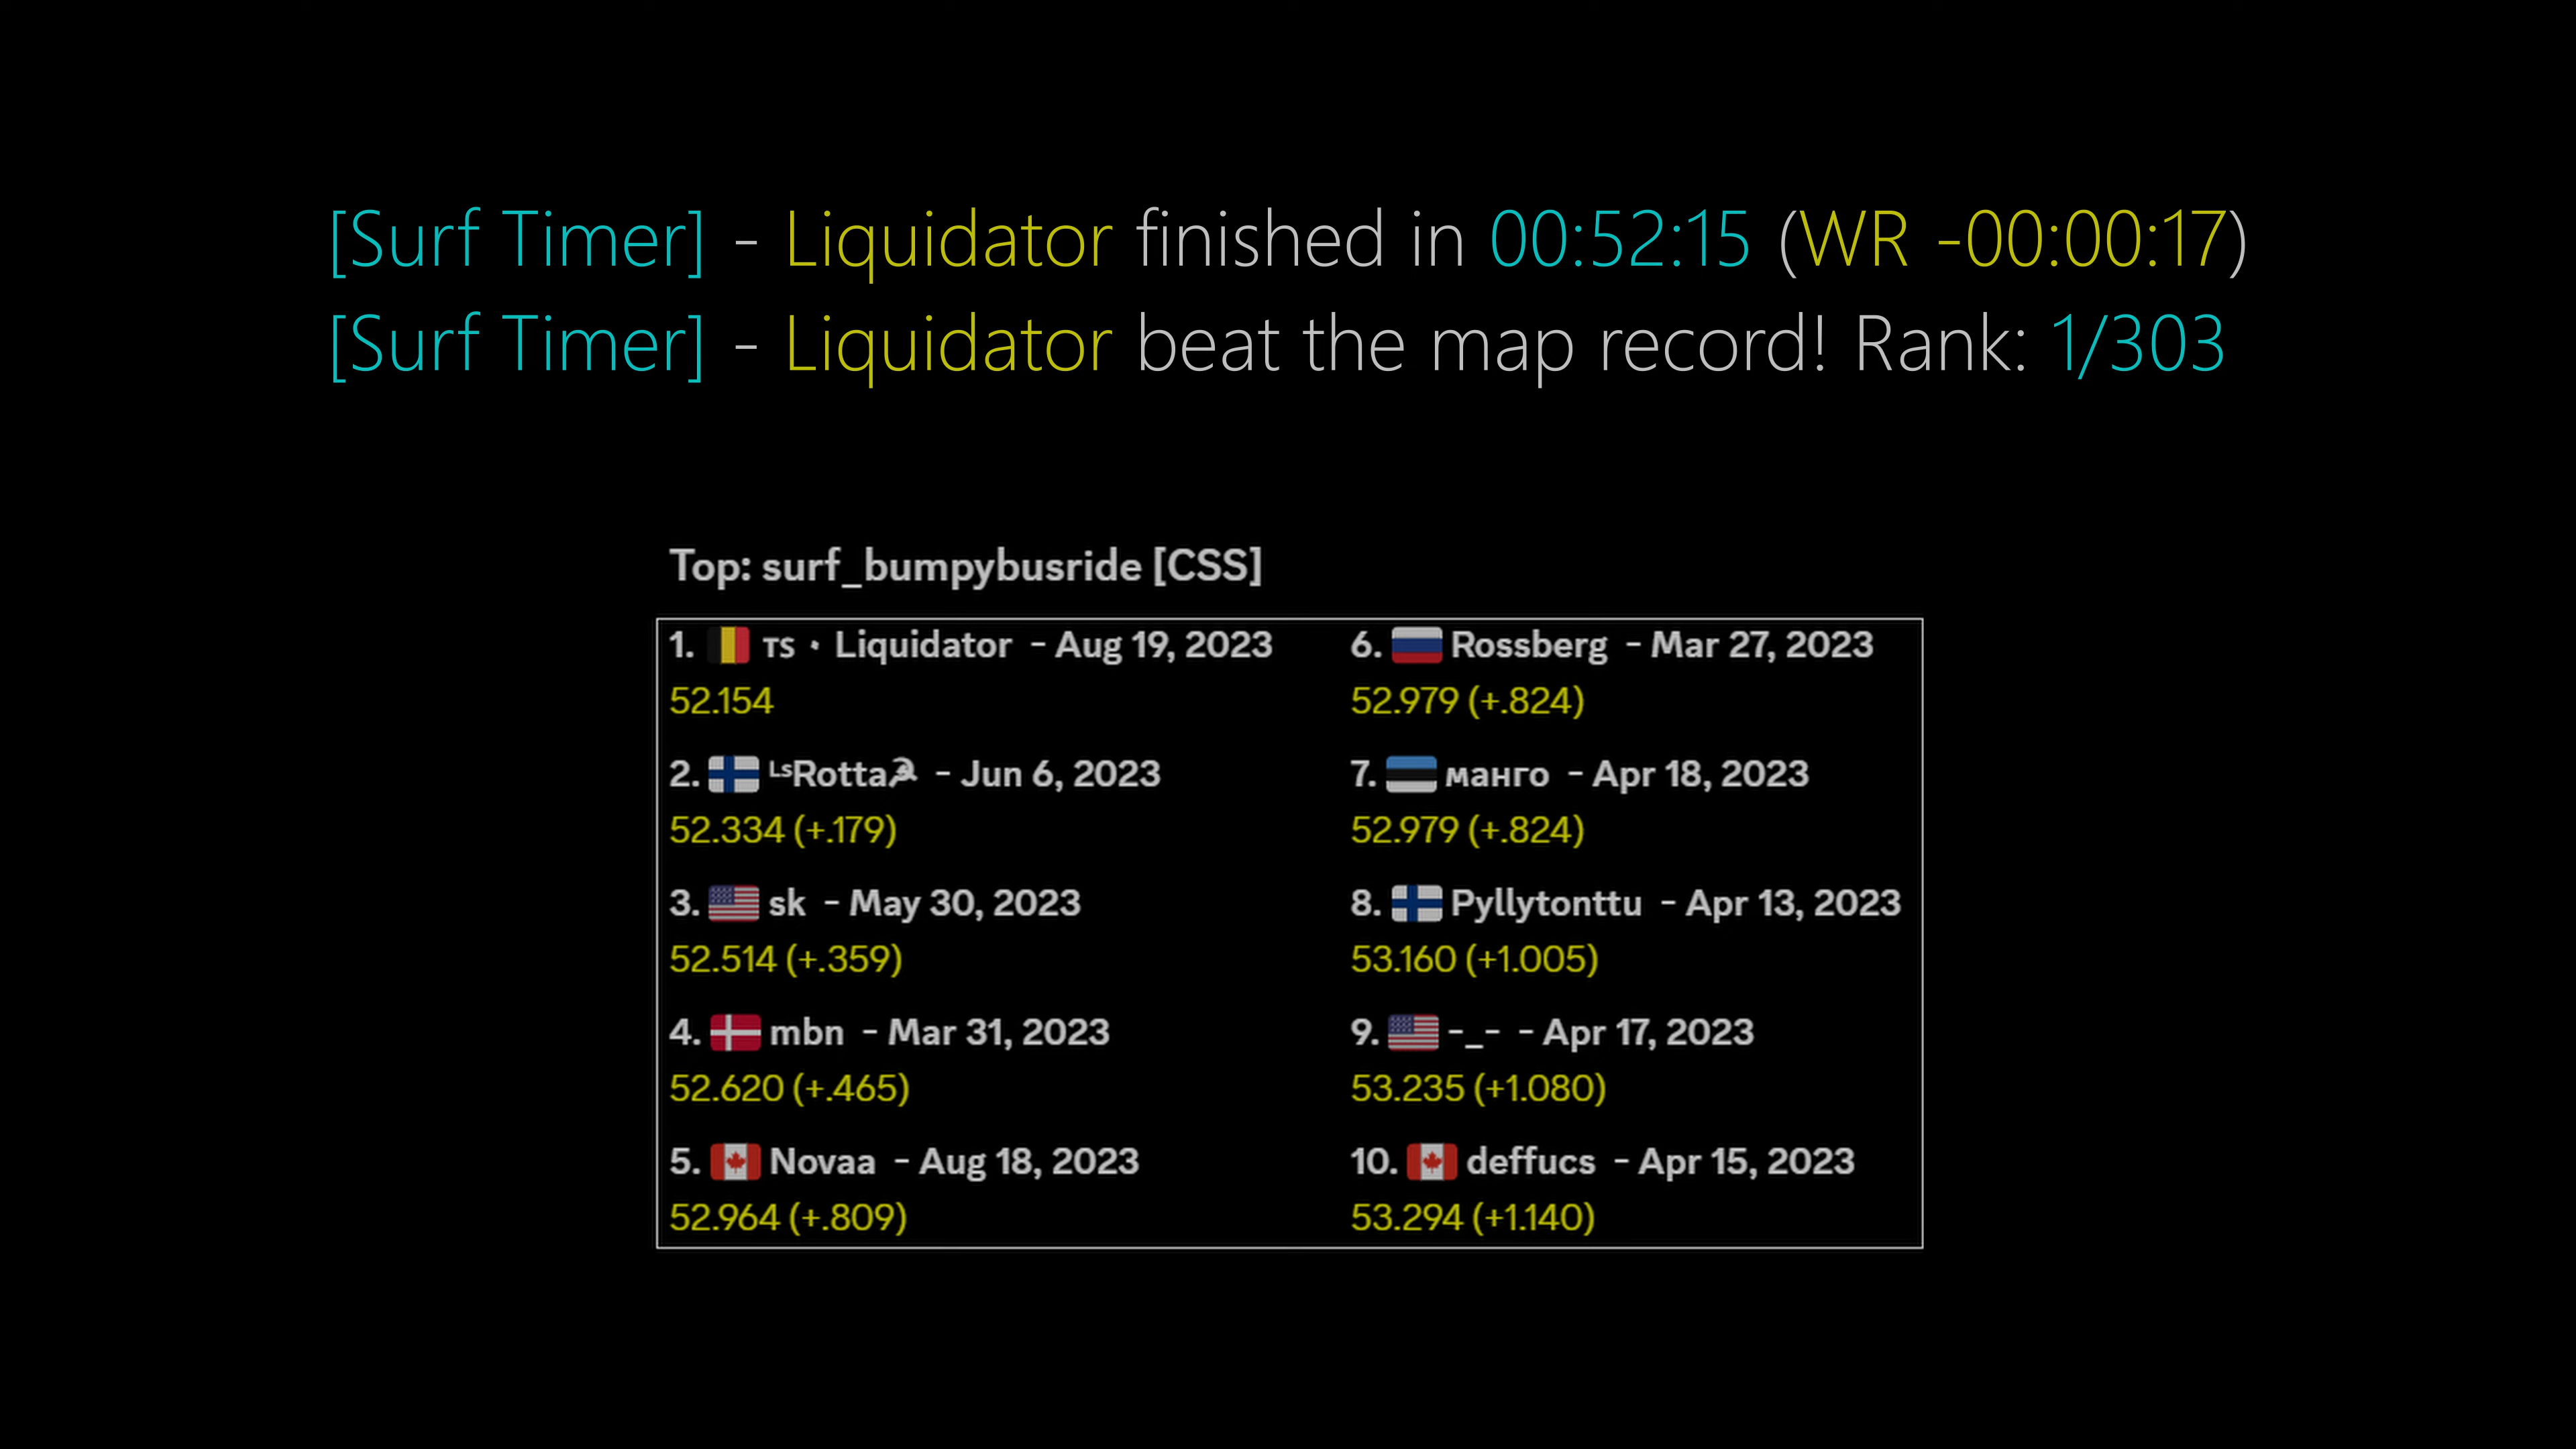 [Surf Timer] - Liquidator finished in 00:52:15 (WR -00:00:17)
[Surf Timer] - Liquidator beat the map record! Rank: 1/303
Top: surf_bumpybusride [CSS]
1. TS · Liquidator - Aug 19, 2023
52.154
2. ᴸˢRotta☭ - Jun 6, 2023
52.334 (+.179)
3. sk - May 30, 2023
52.514 (+.359)
4. mbn - Mar 31, 2023
52.620 (+.465)
5. Novaa - Aug 18, 2023
52.964 (+.809)
6. Rossberg - Mar 27, 2023
52.979 (+.824)
7. манго - Apr 18, 2023
52.979 (+.824)
8. Pyllytonttu - Apr 13, 2023
53.160 (+1.005)
9. -_- - Apr 17, 2023
53.235 (+1.080)
10. deffucs - Apr 15, 2023
53.294 (+1.140)